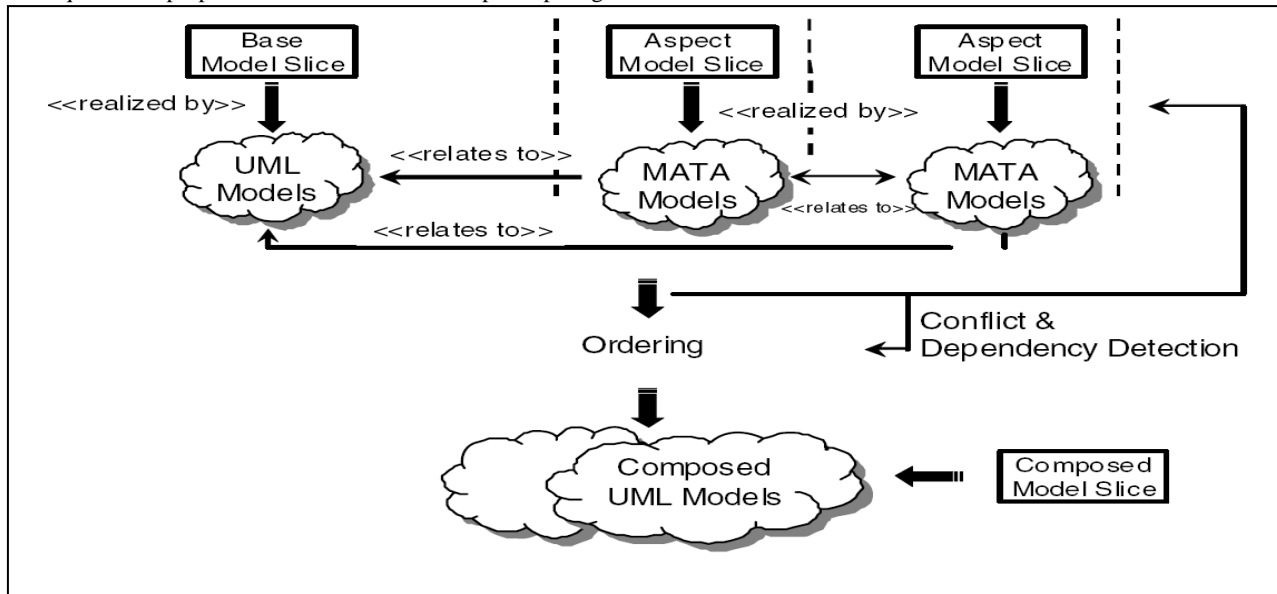 Base
Model Slice
Aspect
Model Slice
Aspect
Model Slice
<<realized by>>
<<realized by>>
UML
Models
<<relates to>>
MATA
Models
<<relates to>>
MATA
Models
<<relates to>>
Ordering
Conflict &
Dependency Detection
Composed
UML Models
Composed
Model Slice